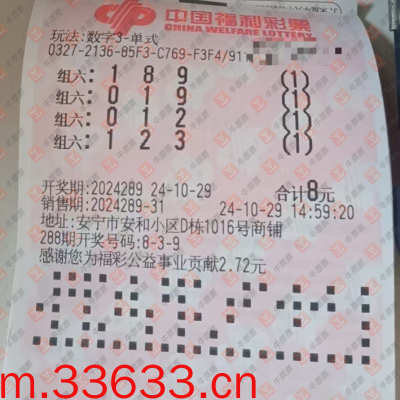 中国福利彩票
CHINA WELFARE LOTTERY
玩法:数字3-单式
0327-2136-85F3-C769-F3F4/91
组六: 1 8 9 (1)
组六: 0 1 9 (1)
组六: 0 1 2 (1)
组六: 1 2 3 (1)
开奖期:2024289 24-10-29 合计8元
销售期:2024289-31 24-10-29 14:59:20
地址:安宁市安和小区D栋1016号商铺
288期开奖号码:8-3-9
感谢您为福彩公益事业贡献2.72元
m.33633.cn